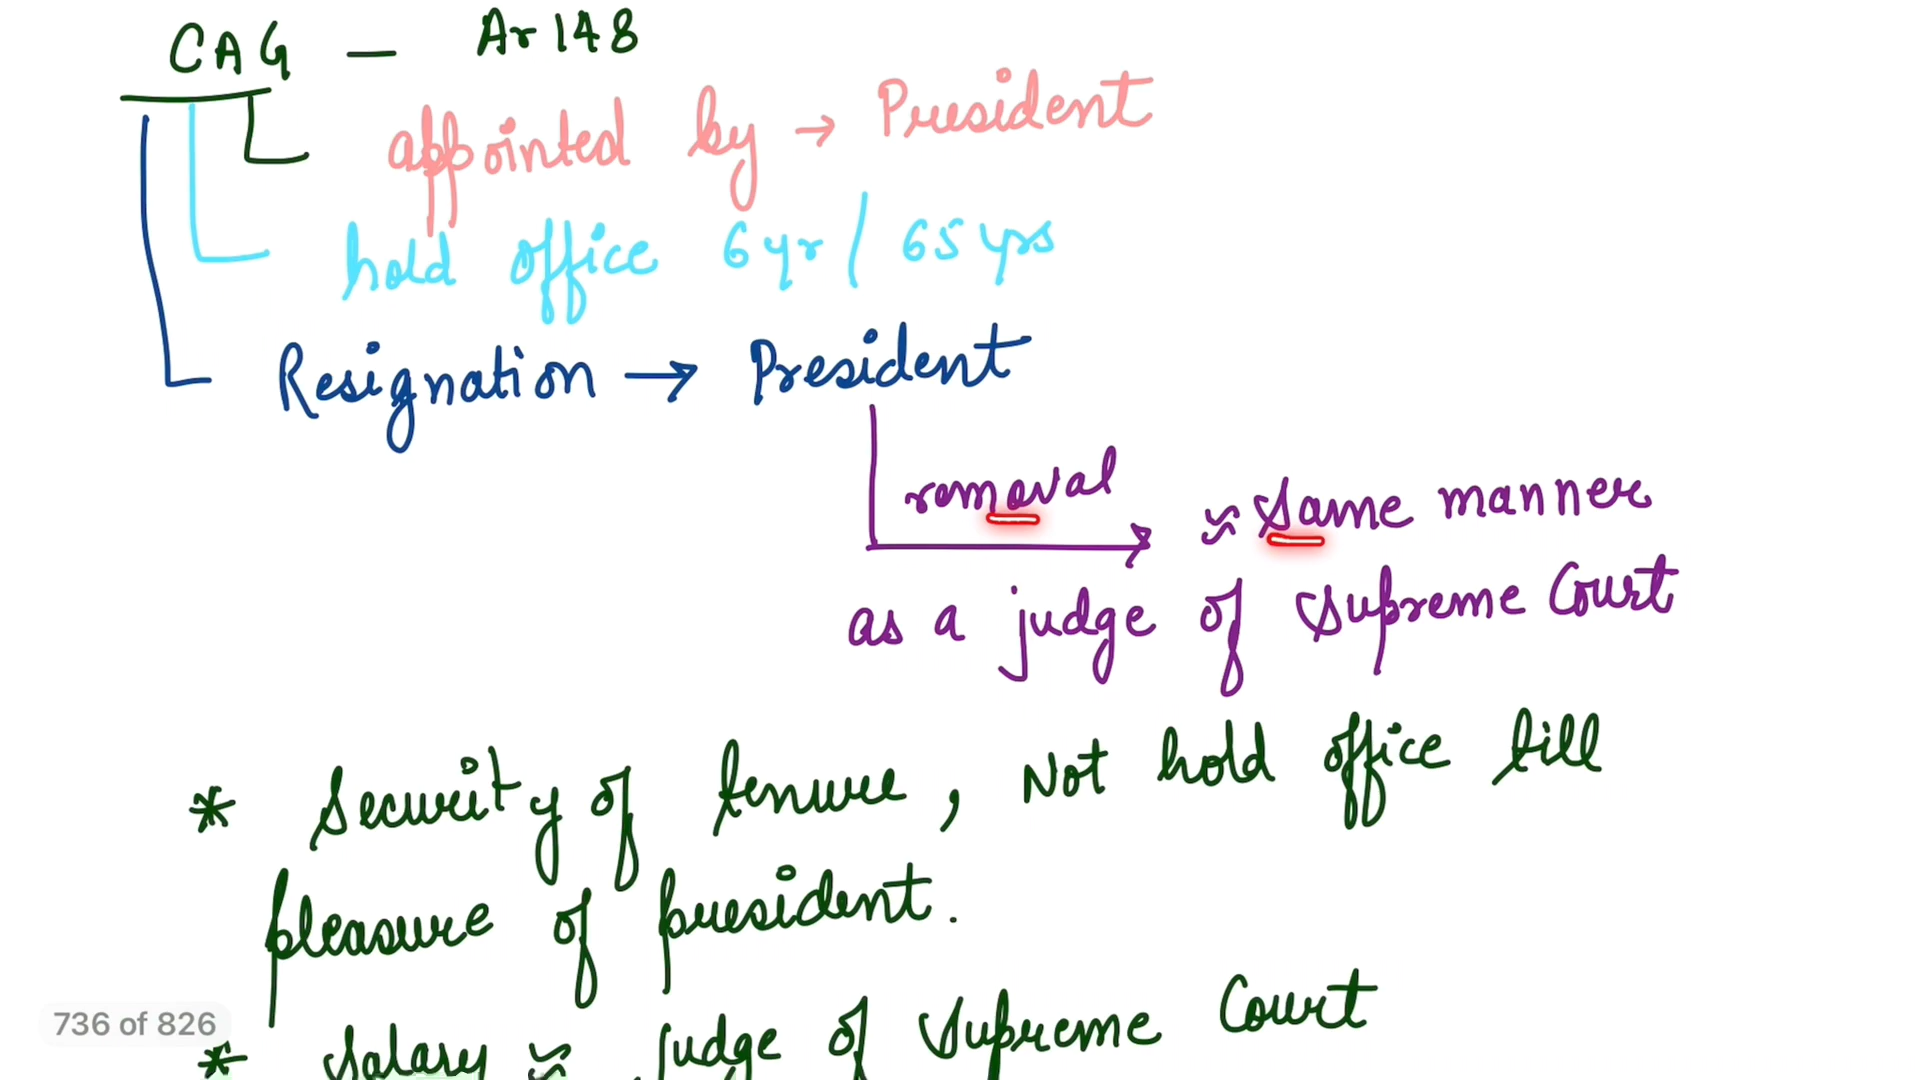 CAG — Ar 148
appointed by → President
hold office 6 yr / 65 yrs
Resignation → President
removal
≈ Same manner
as a judge of Supreme Court
* Security of tenure, Not hold office till
pleasure of president.
* Salary ≈ judge of Supreme Court
736 of 826